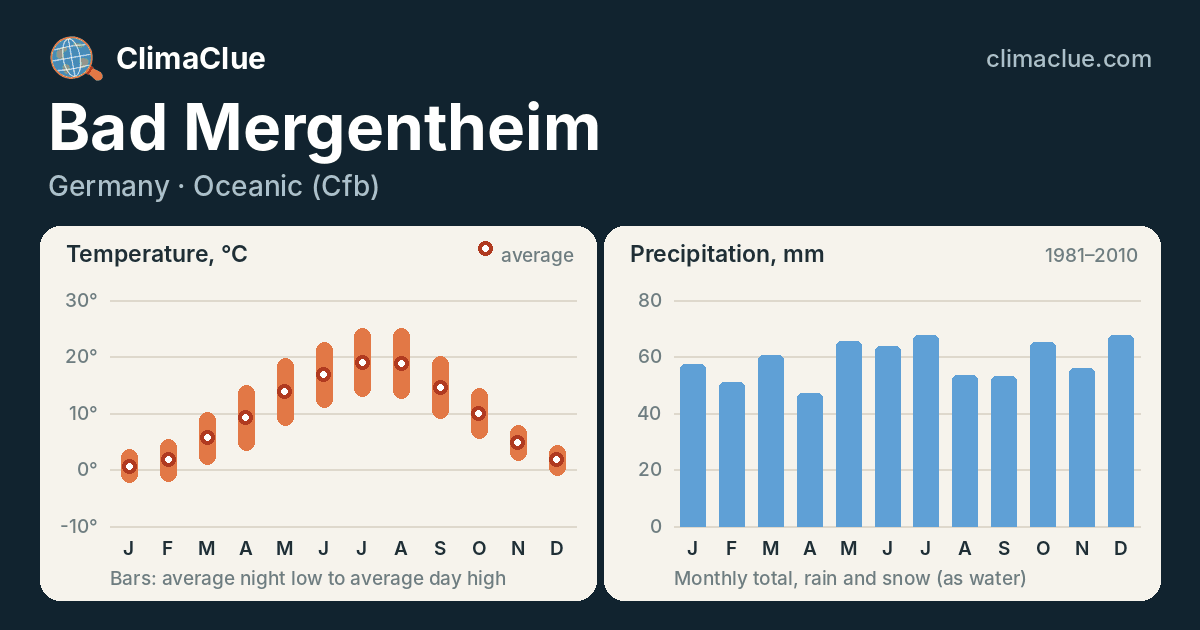 ClimaClue
climaclue.com
Bad Mergentheim
Germany · Oceanic (Cfb)
Temperature, °C
average
30°
20°
10°
0°
-10°
J F M A M J J A S O N D
Bars: average night low to average day high
Precipitation, mm
1981–2010
80
60
40
20
0
J F M A M J J A S O N D
Monthly total, rain and snow (as water)